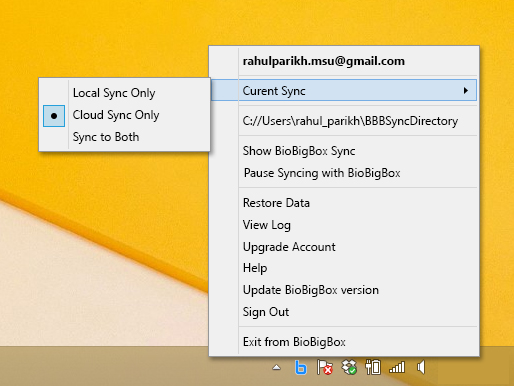 rahulparikh.msu@gmail.com
Curent Sync
Local Sync Only
Cloud Sync Only
Sync to Both
C://Users\rahul_parikh\BBBSyncDirectory
Show BioBigBox Sync
Pause Syncing with BioBigBox
Restore Data
View Log
Upgrade Account
Help
Update BioBigBox version
Sign Out
Exit from BioBigBox
b